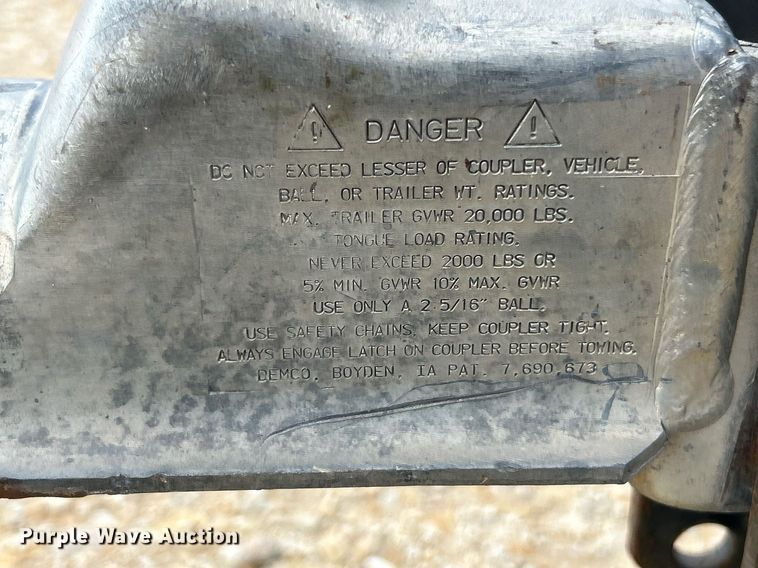 DANGER
DO NOT EXCEED LESSER OF COUPLER, VEHICLE,
BALL, OR TRAILER WT. RATINGS.
MAX. TRAILER GVWR 20,000 LBS.
TONGUE LOAD RATING.
NEVER EXCEED 2000 LBS OR
5% MIN. GVWR 10% MAX. GVWR
USE ONLY A 2-5/16" BALL.
USE SAFETY CHAINS. KEEP COUPLER TIGHT.
ALWAYS ENGAGE LATCH ON COUPLER BEFORE TOWING.
DEMCO, BOYDEN, IA PAT. 7,690,673
Purple Wave Auction